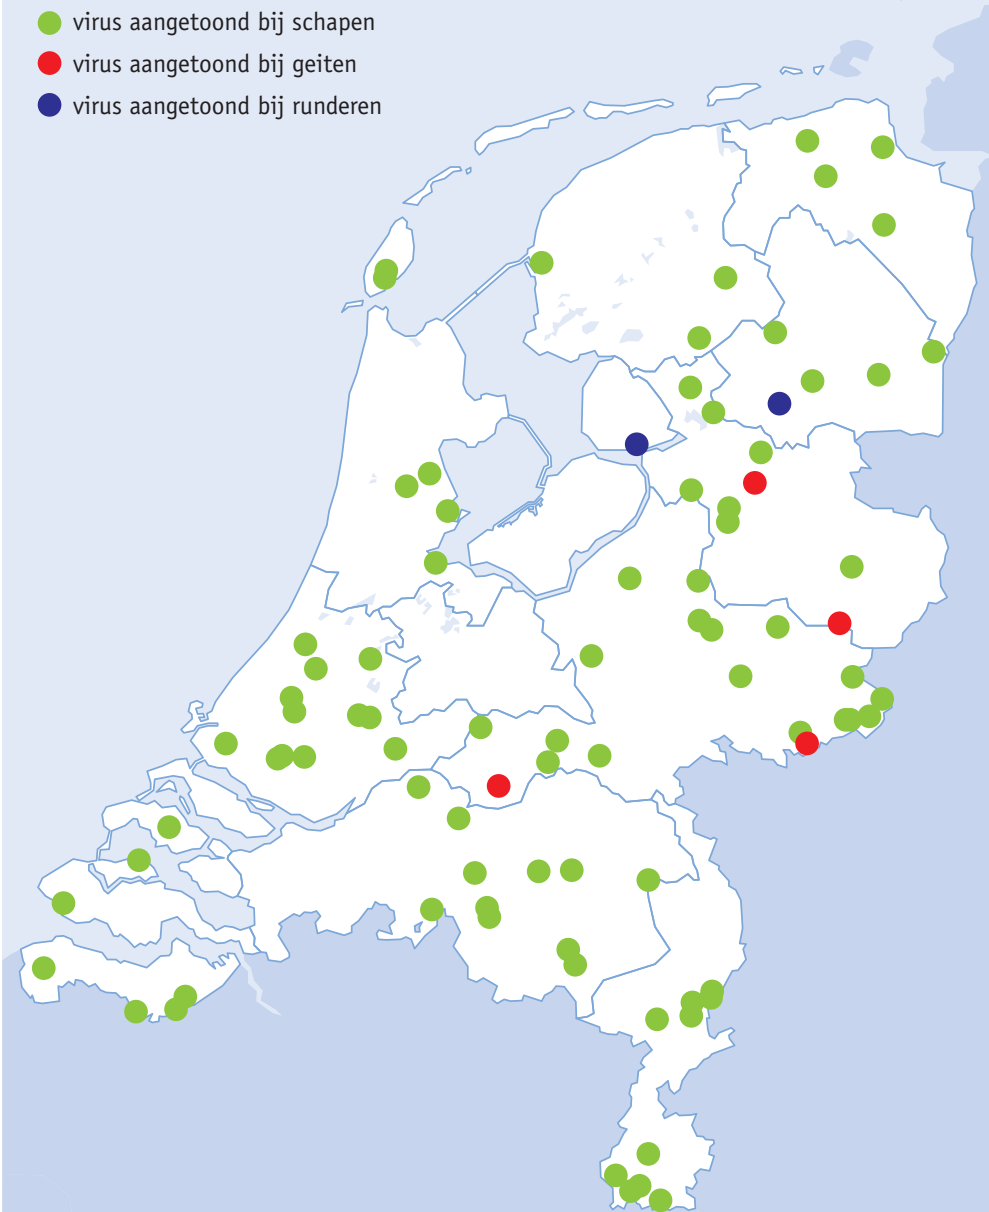 virus aangetoond bij schapen
virus aangetoond bij geiten
virus aangetoond bij runderen